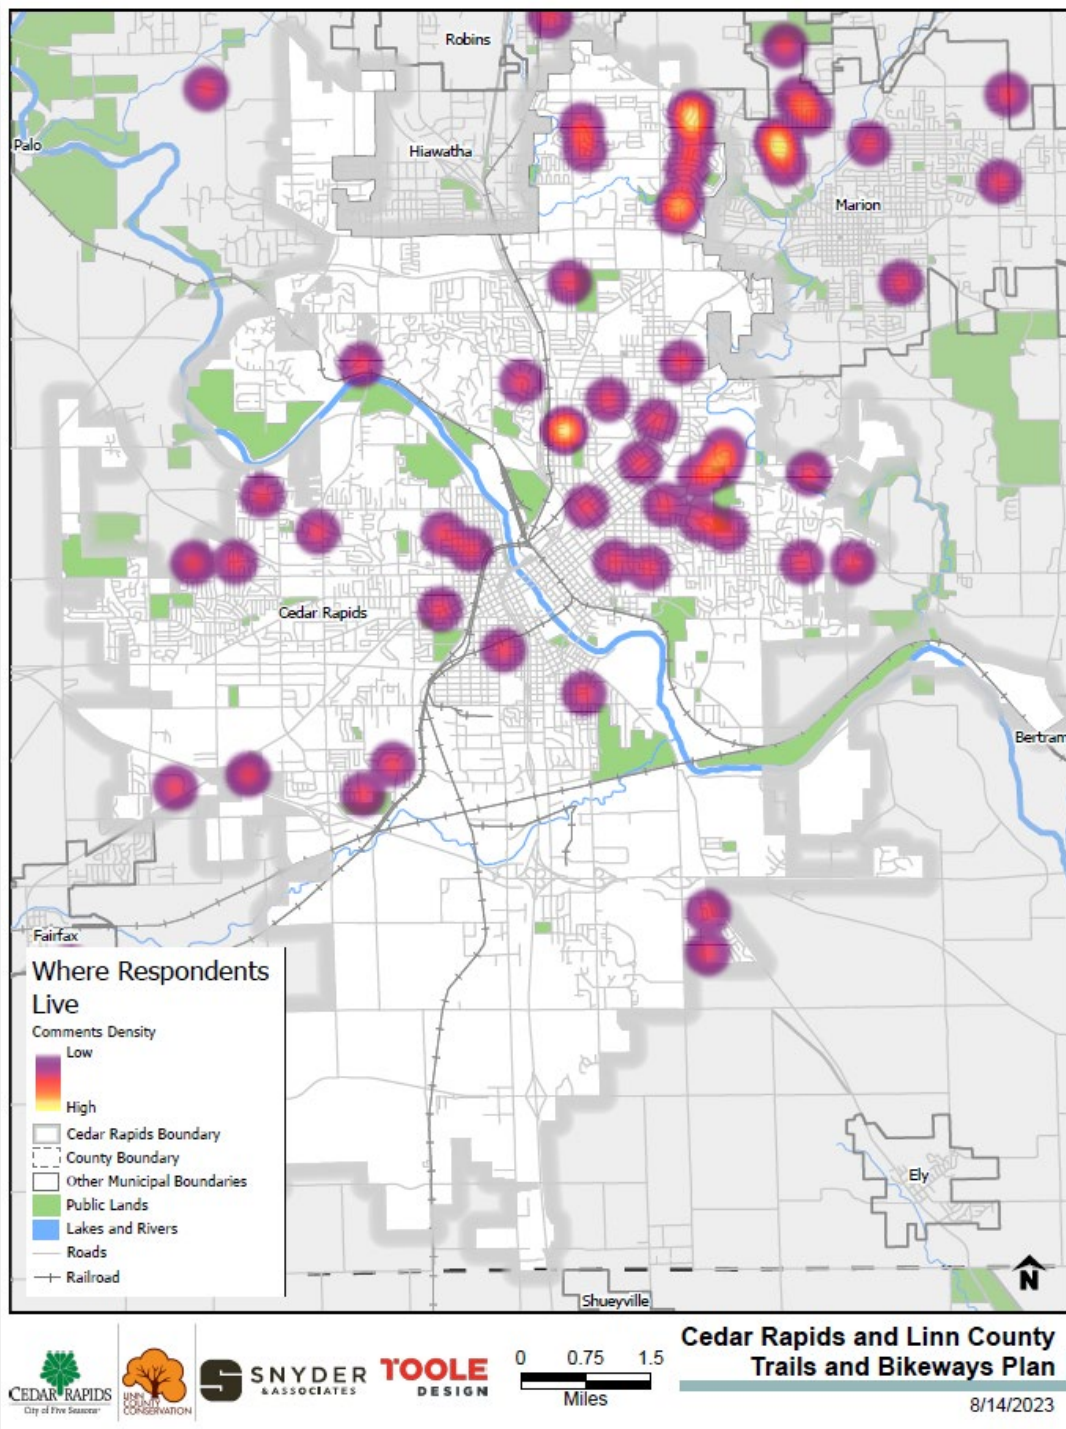 Robins
Palo
Hiawatha
Marion
Cedar Rapids
Bertram
Fairfax
Where Respondents
Live
Comments Density
Low
High
Cedar Rapids Boundary
County Boundary
Other Municipal Boundaries
Public Lands
Lakes and Rivers
Roads
Railroad
Ely
N
Shueyville
CEDAR RAPIDS
City of Five Seasons
LINN
COUNTY
CONSERVATION
S SNYDER
& ASSOCIATES
TOOLE
DESIGN
0 0.75 1.5
Miles
Cedar Rapids and Linn County
Trails and Bikeways Plan
8/14/2023